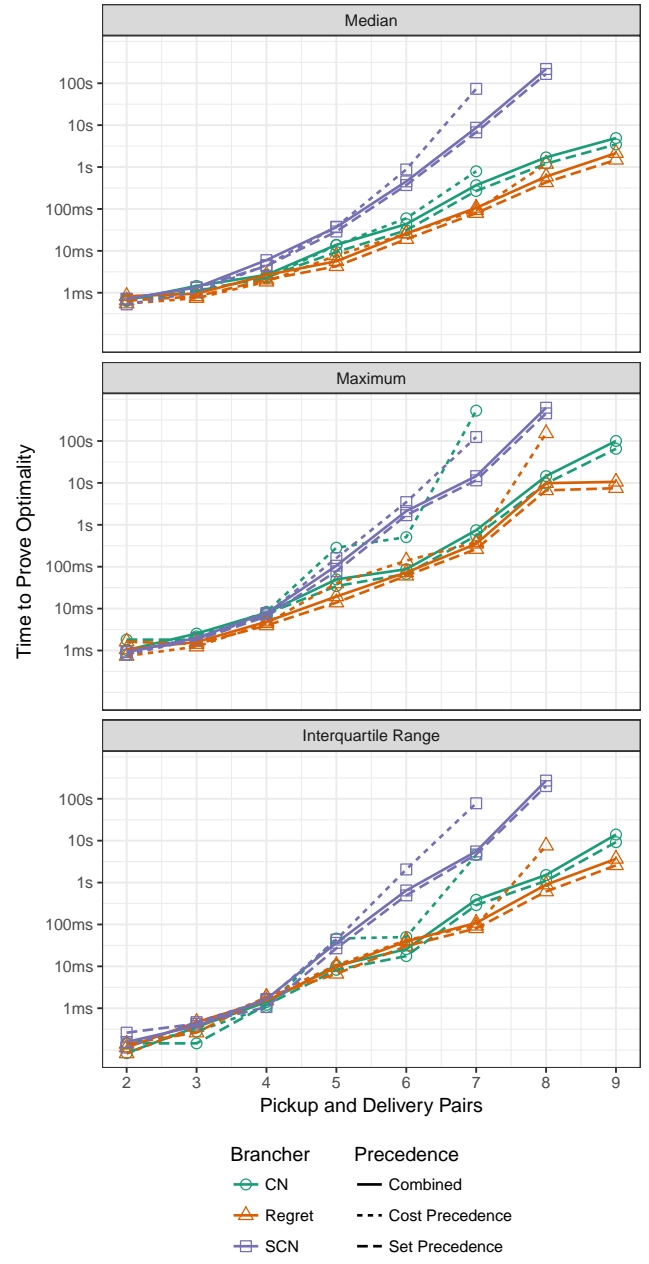 Median
100s
10s
1s
100ms
10ms
1ms
Maximum
100s
10s
1s
100ms
10ms
1ms
Time to Prove Optimality
Interquartile Range
100s
10s
1s
100ms
10ms
1ms
2 3 4 5 6 7 8 9
Pickup and Delivery Pairs
Brancher Precedence
CN Combined
Regret Cost Precedence
SCN Set Precedence